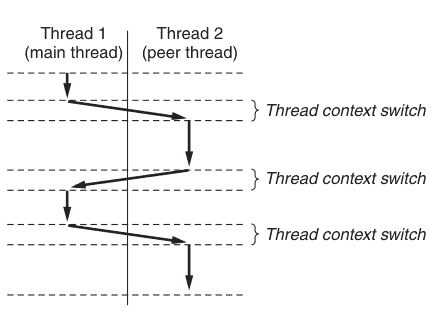 Thread 1
(main thread)
Thread 2
(peer thread)
Thread context switch
Thread context switch
Thread context switch